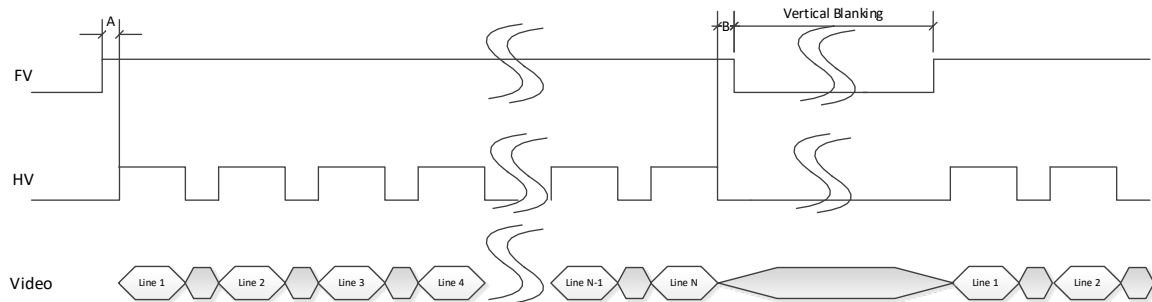 A
B
Vertical Blanking
FV
HV
Video
Line 1
Line 2
Line 3
Line 4
Line N-1
Line N
Line 1
Line 2